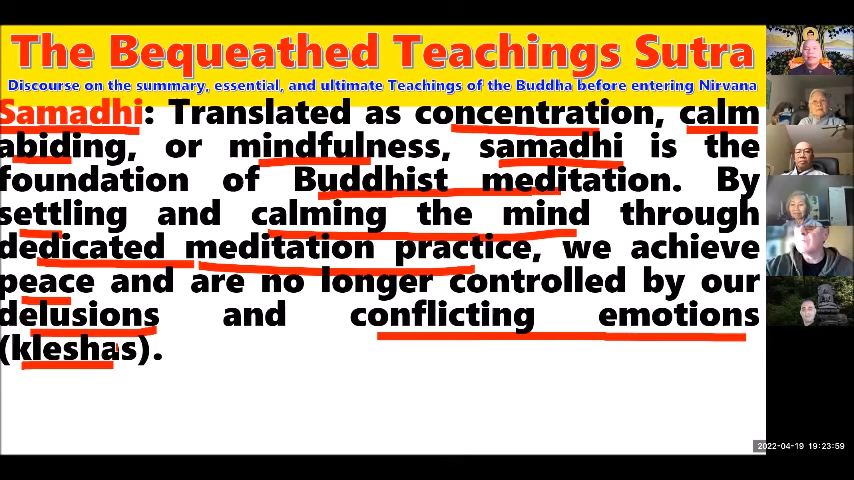 The Bequeathed Teachings Sutra
Discourse on the summary, essential, and ultimate Teachings of the Buddha before entering Nirvana
Samadhi: Translated as concentration, calm
abiding, or mindfulness, samadhi is the
foundation of Buddhist meditation. By
settling and calming the mind through
dedicated meditation practice, we achieve
peace and are no longer controlled by our
delusions and conflicting emotions
(kleshas).
2022-04-19 19:23:59